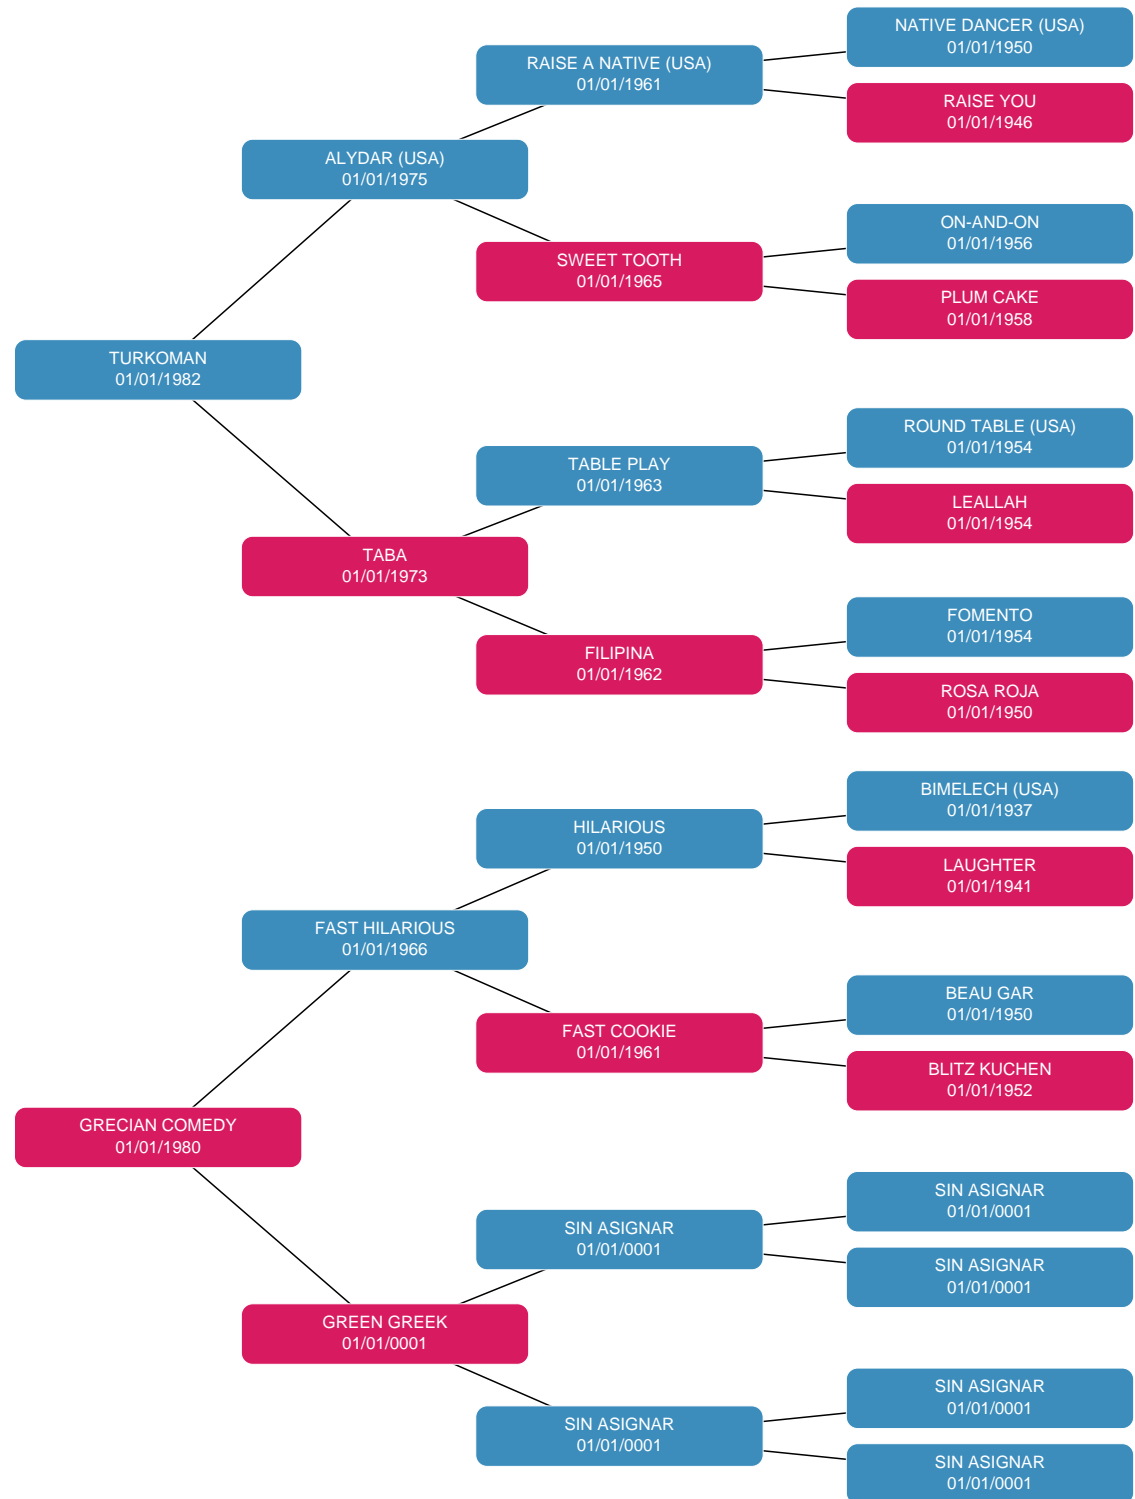 NATIVE DANCER (USA)
01/01/1950
RAISE A NATIVE (USA)
01/01/1961
RAISE YOU
01/01/1946
ALYDAR (USA)
01/01/1975
ON-AND-ON
01/01/1956
SWEET TOOTH
01/01/1965
PLUM CAKE
01/01/1958
TURKOMAN
01/01/1982
ROUND TABLE (USA)
01/01/1954
TABLE PLAY
01/01/1963
LEALLAH
01/01/1954
TABA
01/01/1973
FOMENTO
01/01/1954
FILIPINA
01/01/1962
ROSA ROJA
01/01/1950
BIMELECH (USA)
01/01/1937
HILARIOUS
01/01/1950
LAUGHTER
01/01/1941
FAST HILARIOUS
01/01/1966
BEAU GAR
01/01/1950
FAST COOKIE
01/01/1961
BLITZ KUCHEN
01/01/1952
GRECIAN COMEDY
01/01/1980
SIN ASIGNAR
01/01/0001
SIN ASIGNAR
01/01/0001
SIN ASIGNAR
01/01/0001
GREEN GREEK
01/01/0001
SIN ASIGNAR
01/01/0001
SIN ASIGNAR
01/01/0001
SIN ASIGNAR
01/01/0001